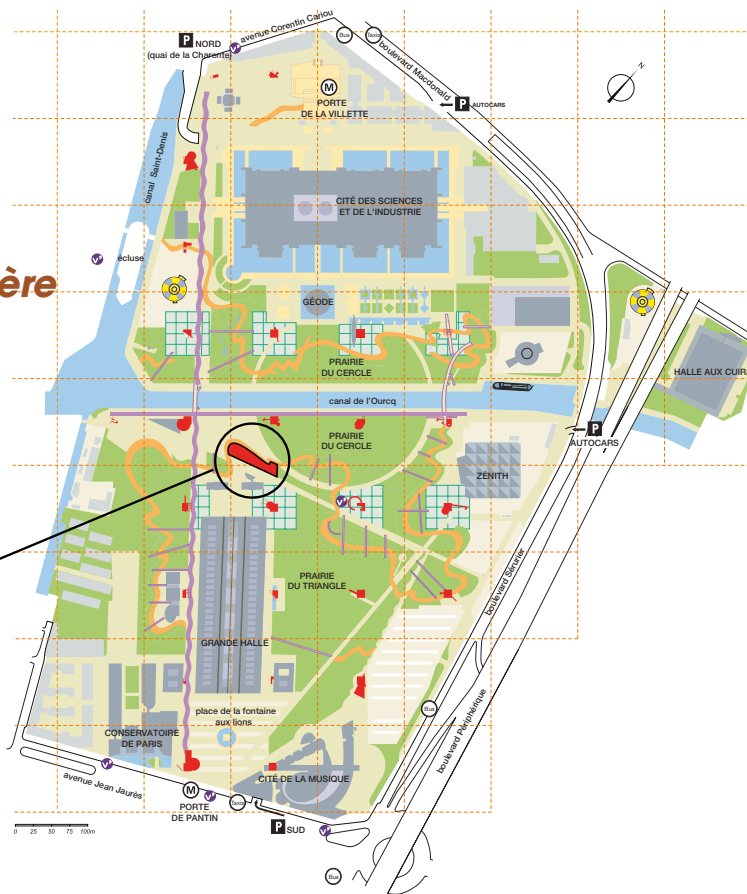 avenue Corentin Cariou
P NORD
(quai de la Charente)
Bus
Taxis
boulevard Macdonald
N
M
PORTE
DE LA VILLETTE
P AUTOCARS
canal Saint-Denis
CITÉ DES SCIENCES
ET DE L'INDUSTRIE
écluse
ère
GÉODE
PRAIRIE
DU CERCLE
HALLE AUX CUIR
canal de l'Ourcq
P
AUTOCARS
PRAIRIE
DU CERCLE
ZÉNITH
PRAIRIE
DU TRIANGLE
boulevard Sérurier
GRANDE HALLE
place de la fontaine
aux lions
Bus
boulevard Périphérique
CONSERVATOIRE
DE PARIS
CITÉ DE LA MUSIQUE
avenue Jean Jaurès
M
PORTE
DE PANTIN
Taxis
P SUD
0 25 50 75 100m
Bus